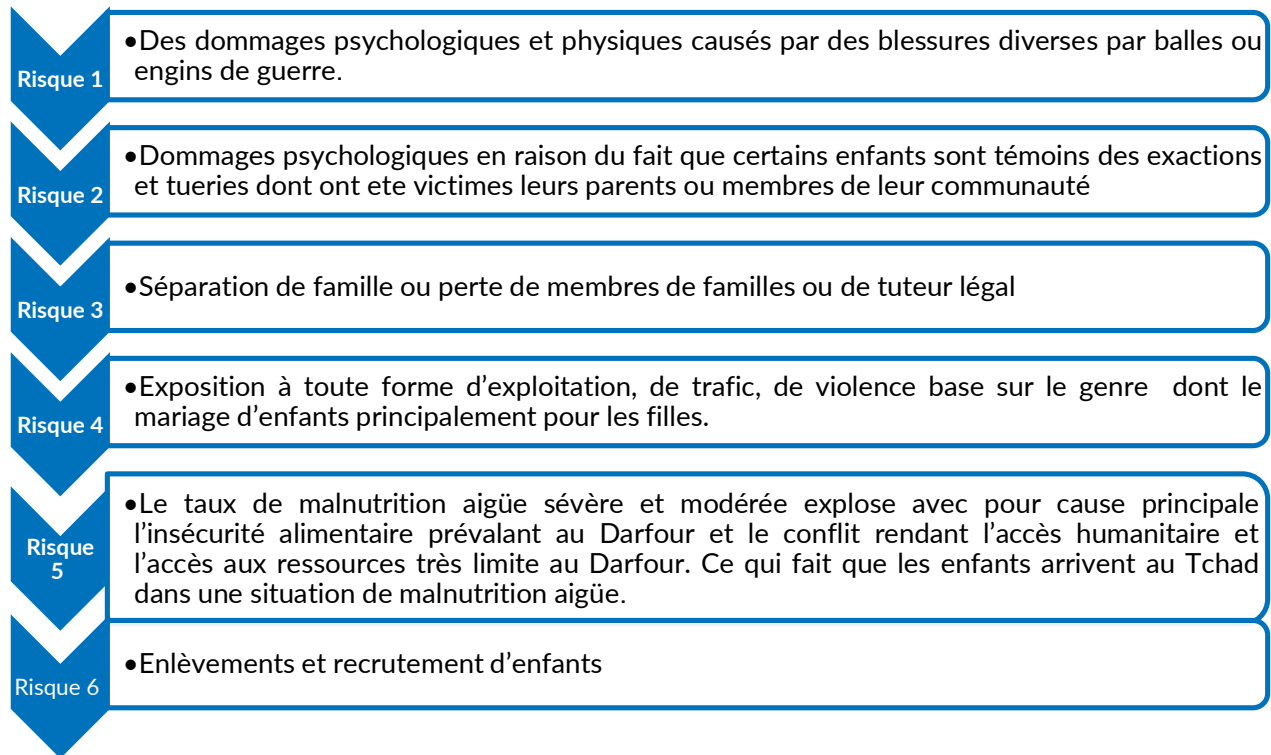 Risque 1
•Des dommages psychologiques et physiques causés par des blessures diverses par balles ou
engins de guerre.
Risque 2
•Dommages psychologiques en raison du fait que certains enfants sont témoins des exactions
et tueries dont ont ete victimes leurs parents ou membres de leur communauté
Risque 3
•Séparation de famille ou perte de membres de familles ou de tuteur légal
Risque 4
•Exposition à toute forme d’exploitation, de trafic, de violence base sur le genre dont le
mariage d’enfants principalement pour les filles.
Risque
5
•Le taux de malnutrition aigüe sévère et modérée explose avec pour cause principale
l’insécurité alimentaire prévalant au Darfour et le conflit rendant l’accès humanitaire et
l’accès aux ressources très limite au Darfour. Ce qui fait que les enfants arrivent au Tchad
dans une situation de malnutrition aigüe.
Risque 6
•Enlèvements et recrutement d’enfants